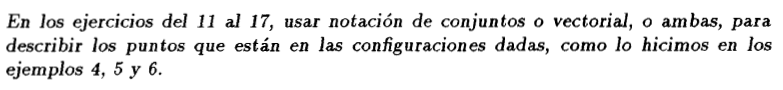 En los ejercicios del 11 al 17, usar notación de conjuntos o vectorial, o ambas, para
describir los puntos que están en las configuraciones dadas, como lo hicimos en los
ejemplos 4, 5 y 6.